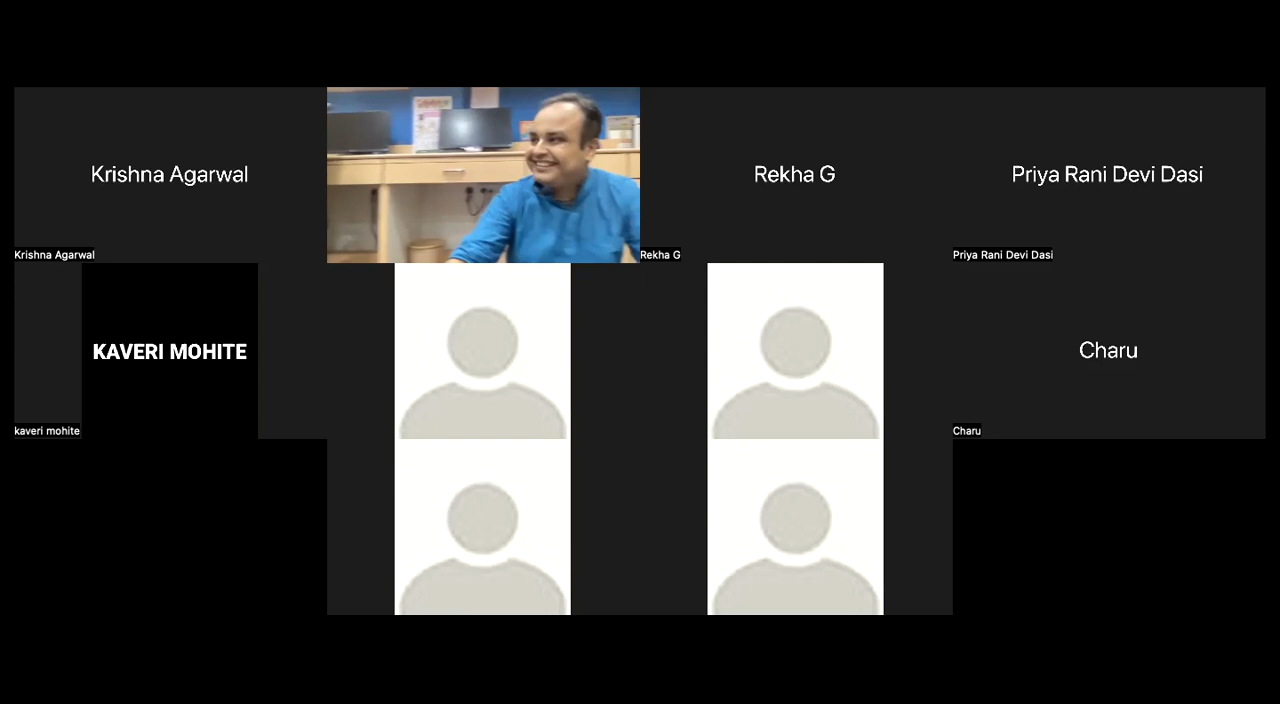 Krishna Agarwal
Rekha G
Priya Rani Devi Dasi
Krishna Agarwal
Rekha G
Priya Rani Devi Dasi
KAVERI MOHITE
Charu
kaveri mohite
Charu